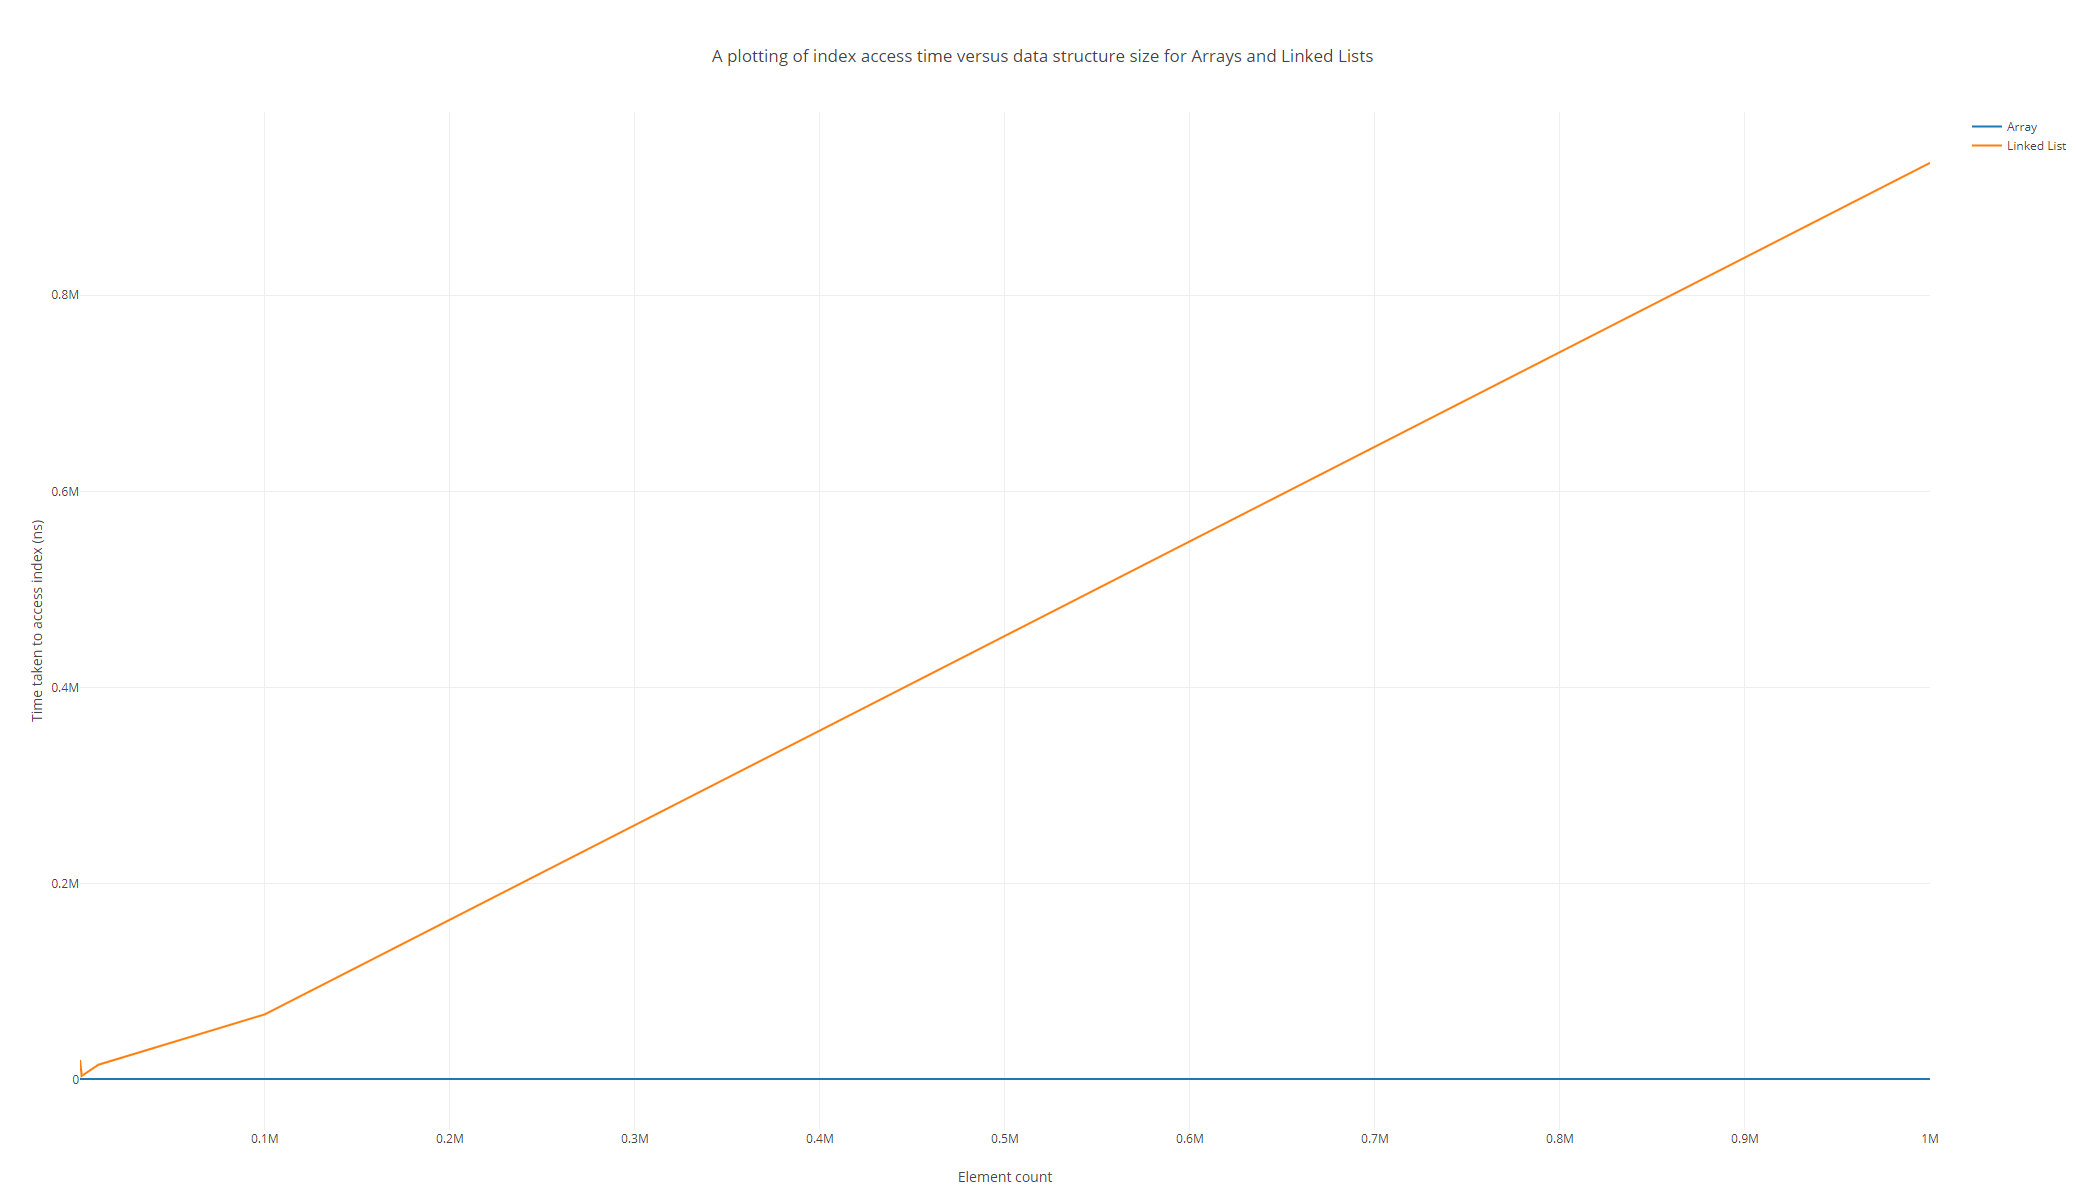 A plotting of index access time versus data structure size for Arrays and Linked Lists
Array
Linked List
Time taken to access index (ns)
0.8M
0.6M
0.4M
0.2M
0
0.1M
0.2M
0.3M
0.4M
0.5M
0.6M
0.7M
0.8M
0.9M
1M
Element count